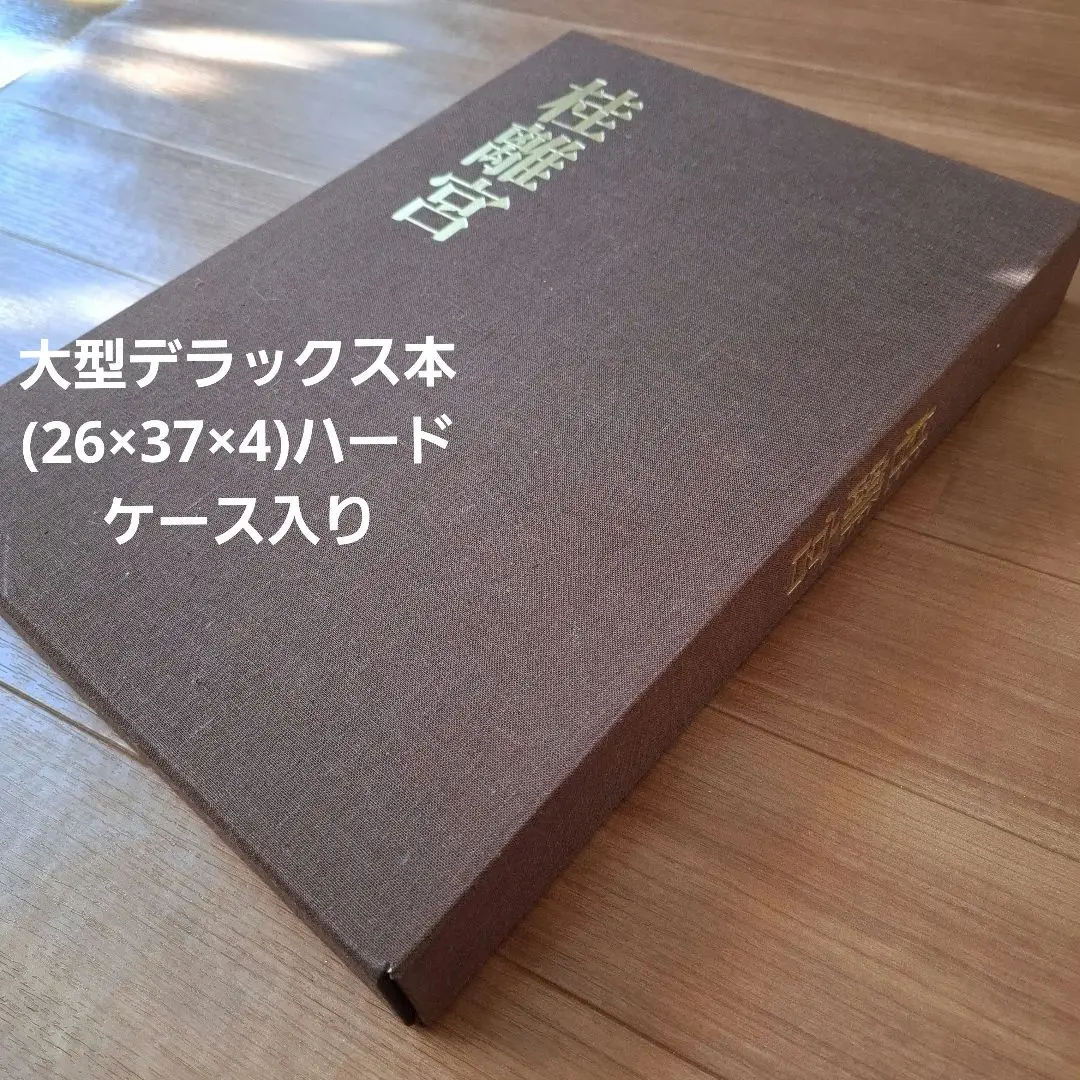 桂離宮
大型デラックス本
(26×37×4)ハード
ケース入り
桂離宮